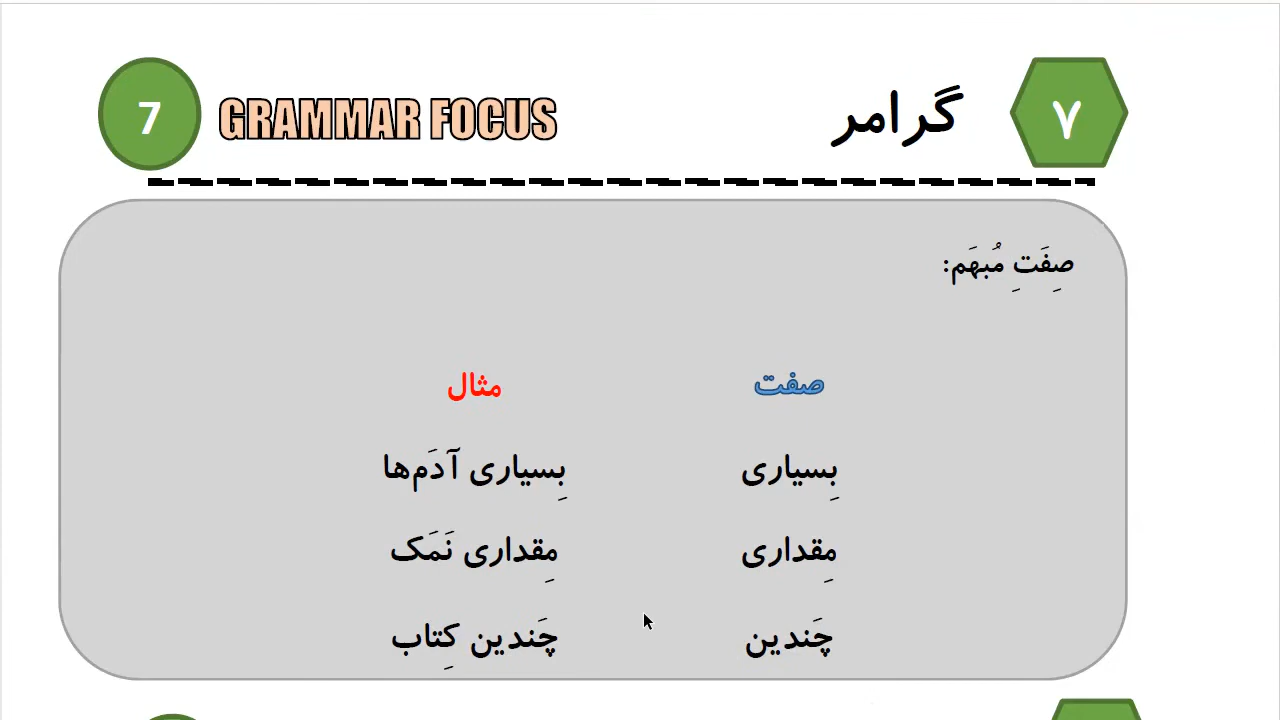 7 GRAMMAR FOCUS گرامر ۷
صِفَتِ مُبهَم:
صفت مثال
بِسیاری بِسیاری آدَم‌ها
مِقداری مِقداری نَمَک
چَندین چَندین کِتاب